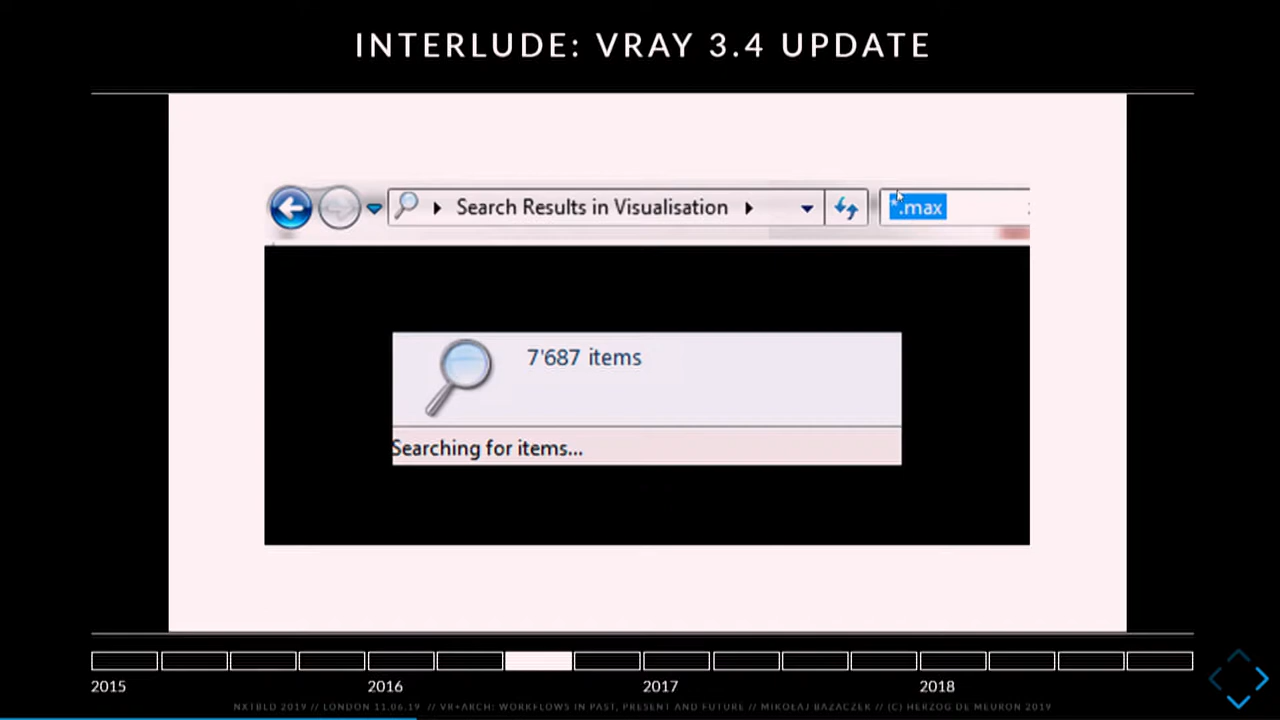 INTERLUDE: VRAY 3.4 UPDATE
Search Results in Visualisation
*.max
7'687 items
Searching for items...
2015 2016 2017 2018
NXTBLD 2019 // LONDON 11.06.19 // VR+ARCH: WORKFLOWS IN PAST, PRESENT AND FUTURE // MIKOŁAJ BAZACZEK // (C) HERZOG DE MEURON 2019